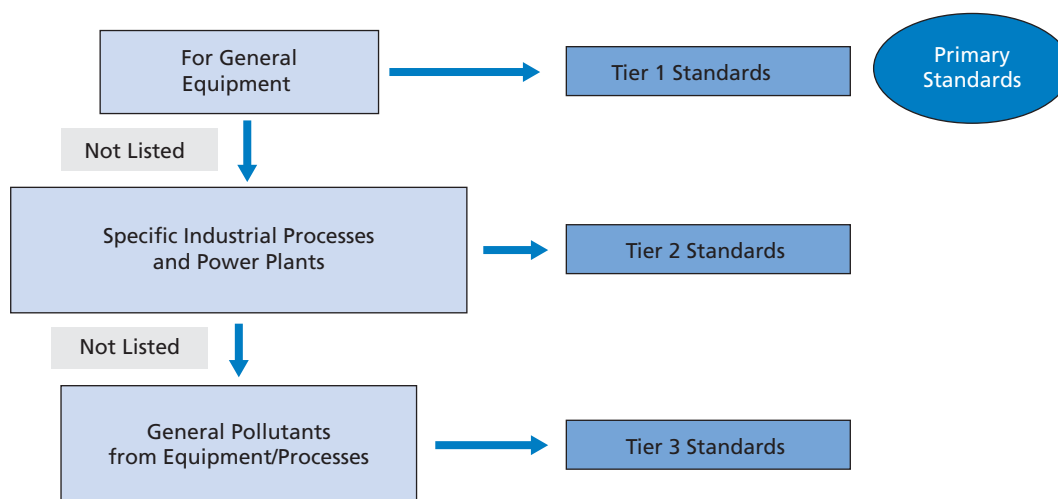 For General
Equipment
Tier 1 Standards
Primary
Standards
Not Listed
Specific Industrial Processes
and Power Plants
Tier 2 Standards
Not Listed
General Pollutants
from Equipment/Processes
Tier 3 Standards